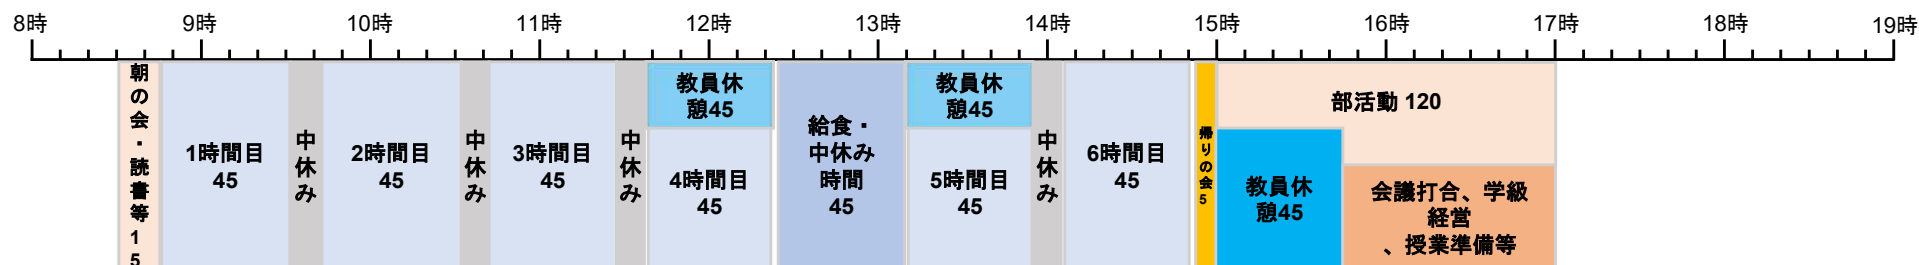 8時 9時 10時 11時 12時 13時 14時 15時 16時 17時 18時 19時
朝の会・読書等15
1時間目
45
中休み
2時間目
45
中休み
3時間目
45
中休み
教員休
憩45
4時間目
45
給食・
中休み
時間
45
教員休
憩45
5時間目
45
中休み
6時間目
45
帰りの会5
部活動 120
教員休
憩45
会議打合、学級
経営
、授業準備等